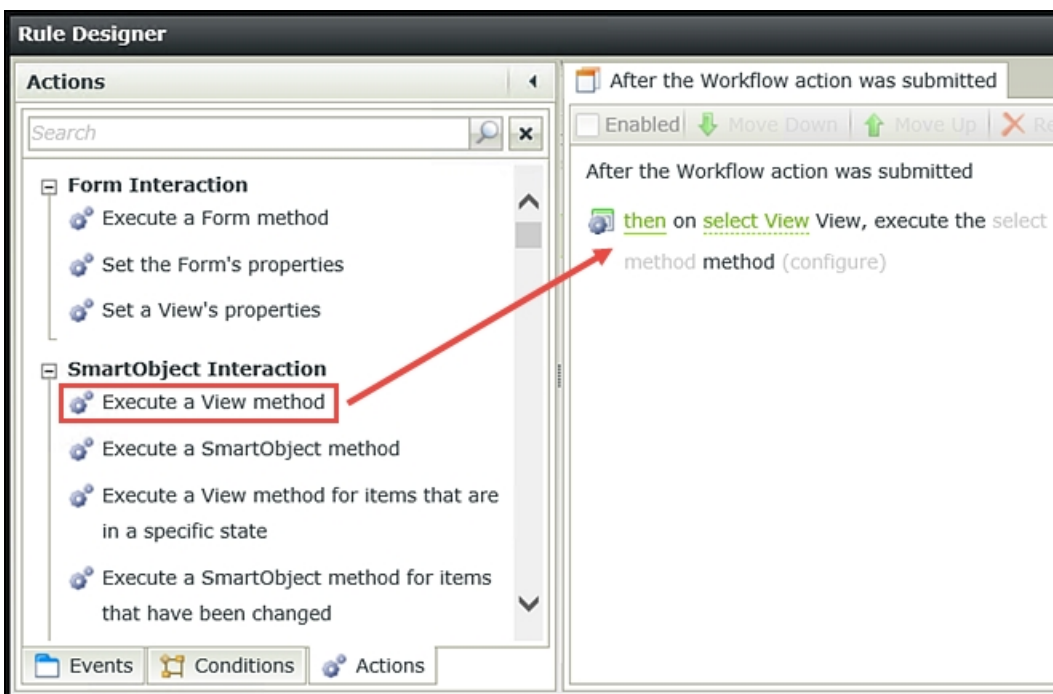 Rule Designer
Actions
Search
Form Interaction
Execute a Form method
Set the Form's properties
Set a View's properties
SmartObject Interaction
Execute a View method
Execute a SmartObject method
Execute a View method for items that are
in a specific state
Execute a SmartObject method for items
that have been changed
Events Conditions Actions
After the Workflow action was submitted
Enabled Move Down Move Up Re
After the Workflow action was submitted
then on select View View, execute the select
method method (configure)